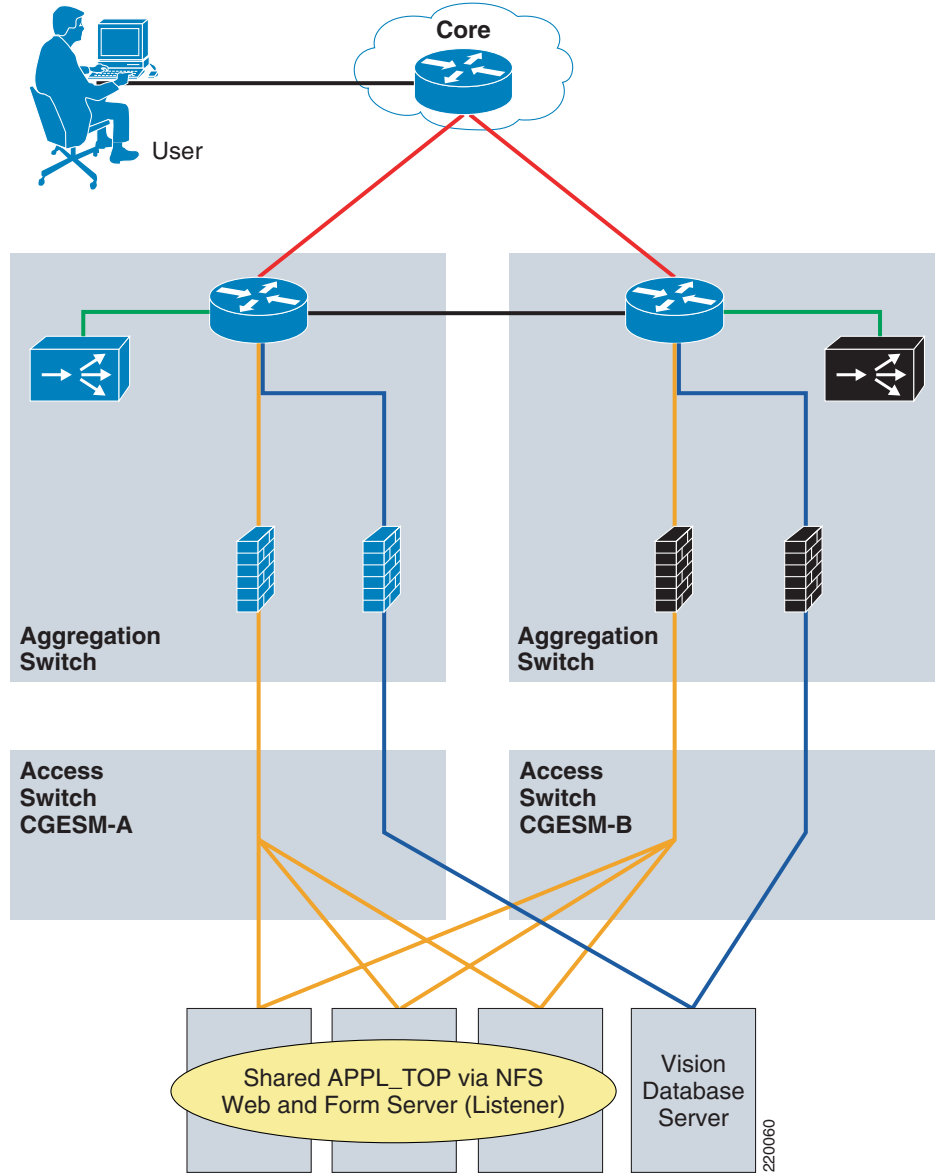 Core
User
Aggregation
Switch
Aggregation
Switch
Access
Switch
CGESM-A
Access
Switch
CGESM-B
Shared APPL_TOP via NFS
Web and Form Server (Listener)
Vision
Database
Server
220060